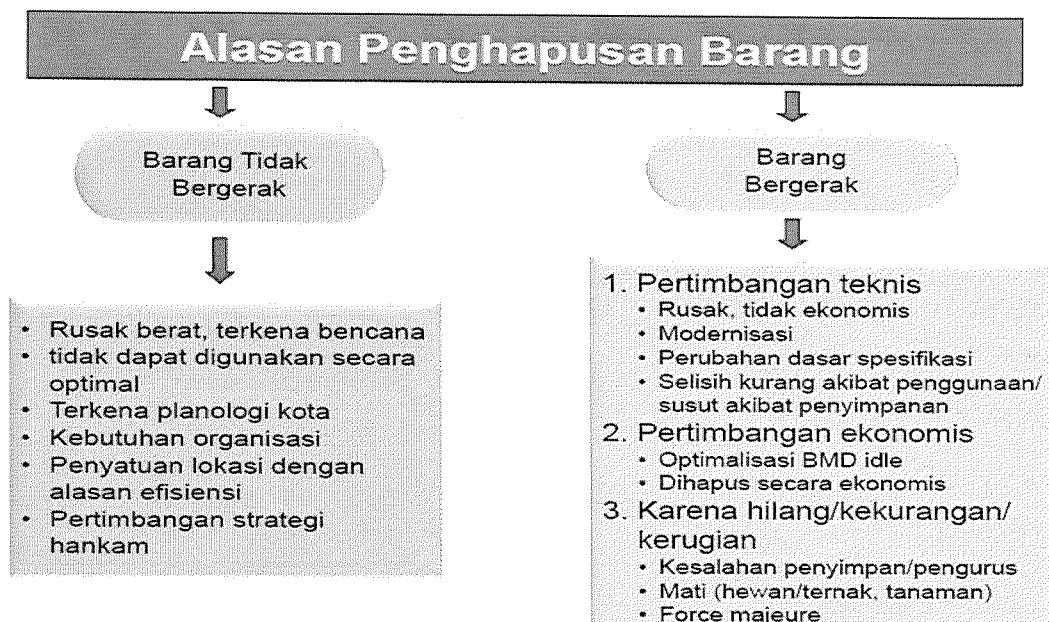 Alasan Penghapusan Barang
Barang Tidak
Bergerak
• Rusak berat, terkena bencana
• tidak dapat digunakan secara
optimal
• Terkena planologi kota
• Kebutuhan organisasi
• Penyatuan lokasi dengan
alasan efisiensi
• Pertimbangan strategi
hankam
Barang
Bergerak
1. Pertimbangan teknis
• Rusak, tidak ekonomis
• Modernisasi
• Perubahan dasar spesifikasi
• Selisih kurang akibat penggunaan/
susut akibat penyimpanan
2. Pertimbangan ekonomis
• Optimalisasi BMD idle
• Dihapus secara ekonomis
3. Karena hilang/kekurangan/
kerugian
• Kesalahan penyimpan/pengurus
• Mati (hewan/ternak, tanaman)
• Force majeure